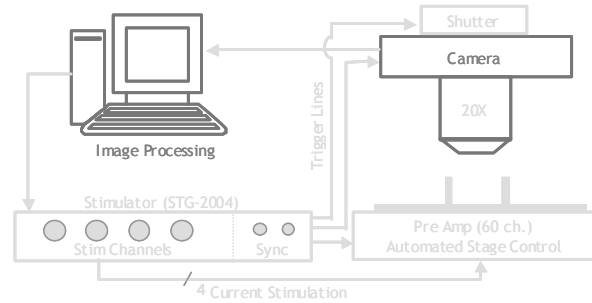 Shutter
Camera
20X
Trigger Lines
Image Processing
Stimulator (STG-2004)
Stim Channels
Sync
Pre Amp (60 ch.)
Automated Stage Control
4 Current Stimulation